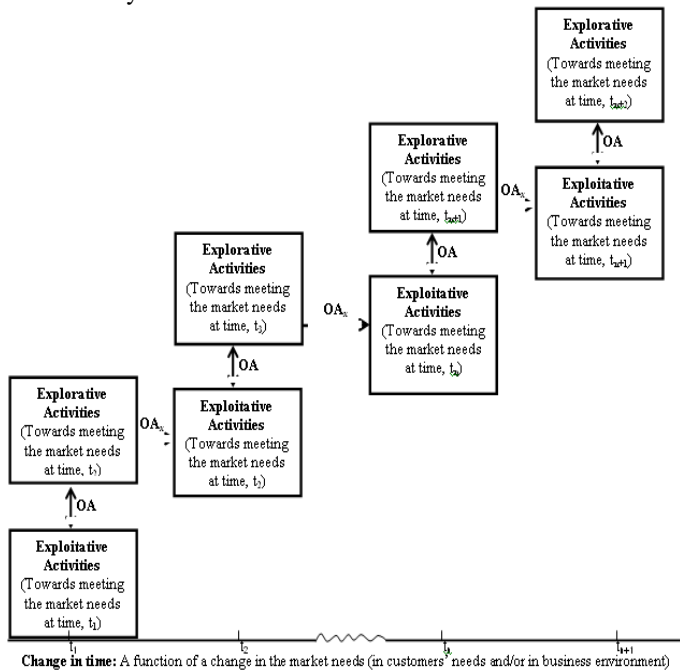 Explorative
Activities
(Towards meeting
the market needs
at time, tn+2)
OA
Explorative
Activities
(Towards meeting
the market needs
at time, tn+1)
OAx
Exploitative
Activities
(Towards meeting
the market needs
at time, tn+1)
OA
Explorative
Activities
(Towards meeting
the market needs
at time, t3)
OAx
Exploitative
Activities
(Towards meeting
the market needs
at time, tn)
OA
Explorative
Activities
(Towards meeting
the market needs
at time, t2)
OAx
Exploitative
Activities
(Towards meeting
the market needs
at time, t2)
OA
Exploitative
Activities
(Towards meeting
the market needs
at time, t1)
t1
t2
tn
tn+1
Change in time: A function of a change in the market needs (in customers' needs and/or in business environment)